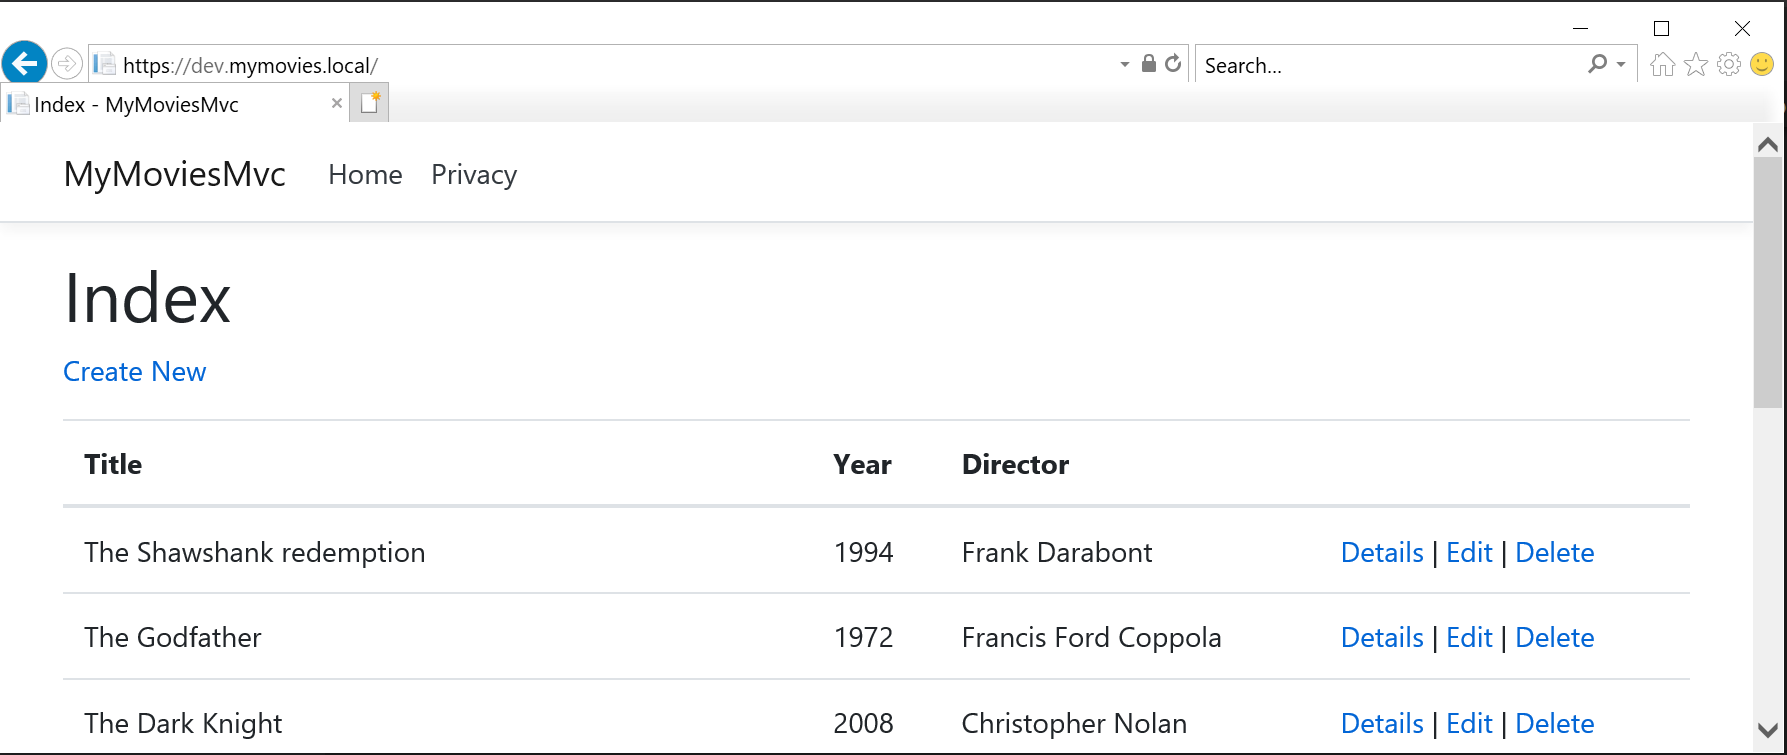 https://dev.mymovies.local/
Search...
Index - MyMoviesMvc
MyMoviesMvc Home Privacy
Index
Create New
Title Year Director
The Shawshank redemption 1994 Frank Darabont Details | Edit | Delete
The Godfather 1972 Francis Ford Coppola Details | Edit | Delete
The Dark Knight 2008 Christopher Nolan Details | Edit | Delete